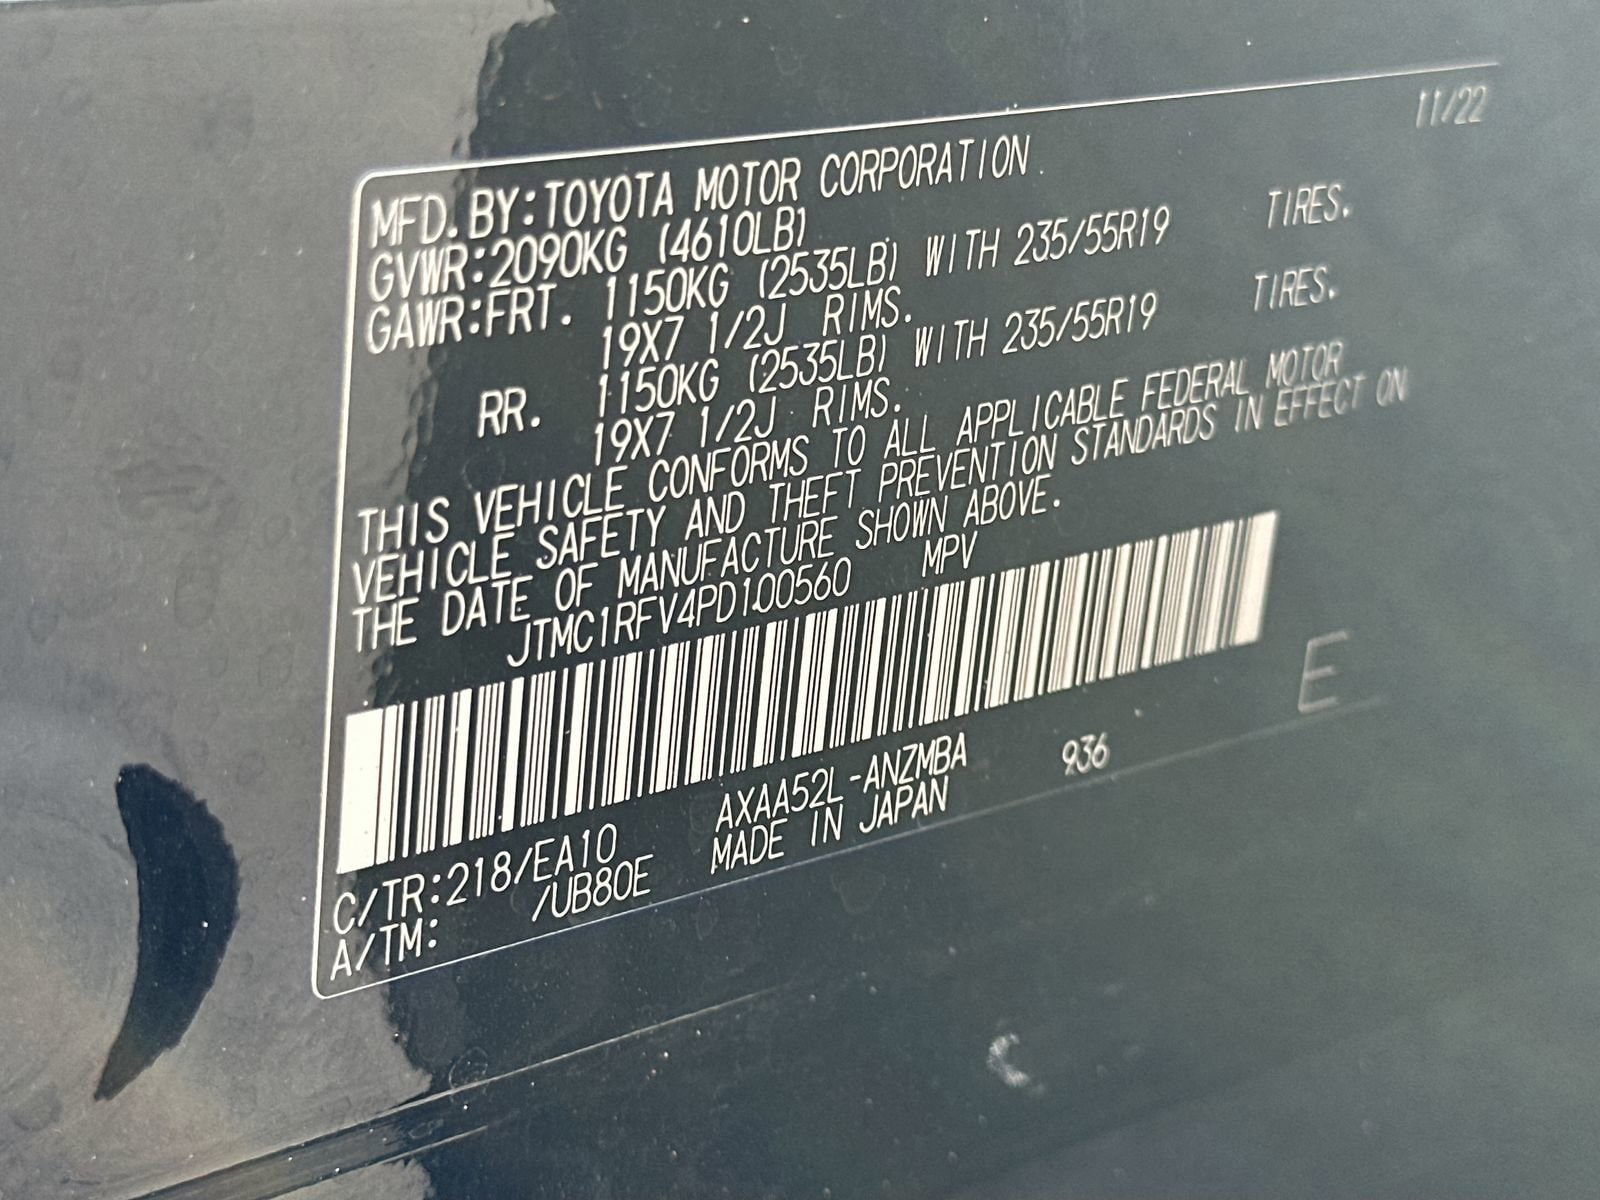 11/22
MFD. BY: TOYOTA MOTOR CORPORATION
GVWR: 2090KG (4610LB)
GAWR: FRT. 1150KG (2535LB) WITH 235/55R19 TIRES.
19X7 1/2J RIMS.
RR. 1150KG (2535LB) WITH 235/55R19 TIRES.
19X7 1/2J RIMS.
THIS VEHICLE CONFORMS TO ALL APPLICABLE FEDERAL MOTOR
VEHICLE SAFETY AND THEFT PREVENTION STANDARDS IN EFFECT ON
THE DATE OF MANUFACTURE SHOWN ABOVE.
JTMC1RFV4PD100560 MPV
E
AXAA52L-ANZMBA 936
C/TR: 218/EA10 MADE IN JAPAN
A/TM: /UB80E